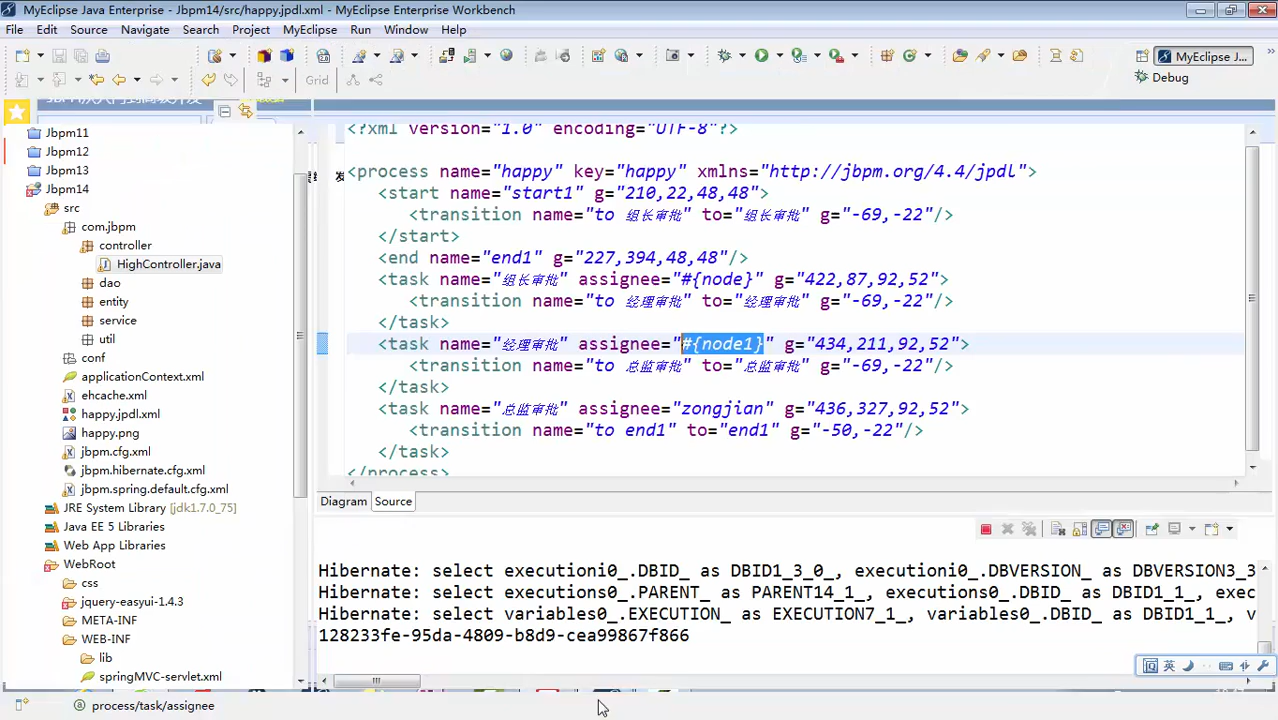 MyEclipse Java Enterprise - Jbpm14/src/happy.jpdl.xml - MyEclipse Enterprise Workbench
File Edit Source Navigate Search Project MyEclipse Run Window Help
MyEclipse J...
Grid
Debug
Jbpm11
Jbpm12
Jbpm13
Jbpm14
src
com.jbpm
controller
HighController.java
dao
entity
service
util
conf
applicationContext.xml
ehcache.xml
happy.jpdl.xml
happy.png
jbpm.cfg.xml
jbpm.hibernate.cfg.xml
jbpm.spring.default.cfg.xml
JRE System Library [jdk1.7.0_75]
Java EE 5 Libraries
Web App Libraries
WebRoot
css
jquery-easyui-1.4.3
META-INF
WEB-INF
lib
springMVC-servlet.xml
<?xml version="1.0" encoding="UTF-8"?>
<process name="happy" key="happy" xmlns="http://jbpm.org/4.4/jpdl">
<start name="start1" g="210,22,48,48">
<transition name="to 组长审批" to="组长审批" g="-69,-22"/>
</start>
<end name="end1" g="227,394,48,48"/>
<task name="组长审批" assignee="#{node}" g="422,87,92,52">
<transition name="to 经理审批" to="经理审批" g="-69,-22"/>
</task>
<task name="经理审批" assignee="#{node1}" g="434,211,92,52">
<transition name="to 总监审批" to="总监审批" g="-69,-22"/>
</task>
<task name="总监审批" assignee="zongjian" g="436,327,92,52">
<transition name="to end1" to="end1" g="-50,-22"/>
</task>
</process>
Diagram Source
Hibernate: select executioni0_.DBID_ as DBID1_3_0_, executioni0_.DBVERSION_ as DBVERSION3_3
Hibernate: select executions0_.PARENT_ as PARENT14_1_, executions0_.DBID_ as DBID1_1_, exec
Hibernate: select variables0_.EXECUTION_ as EXECUTION7_1_, variables0_.DBID_ as DBID1_1_, v
128233fe-95da-4809-b8d9-cea99867f866
英
process/task/assignee